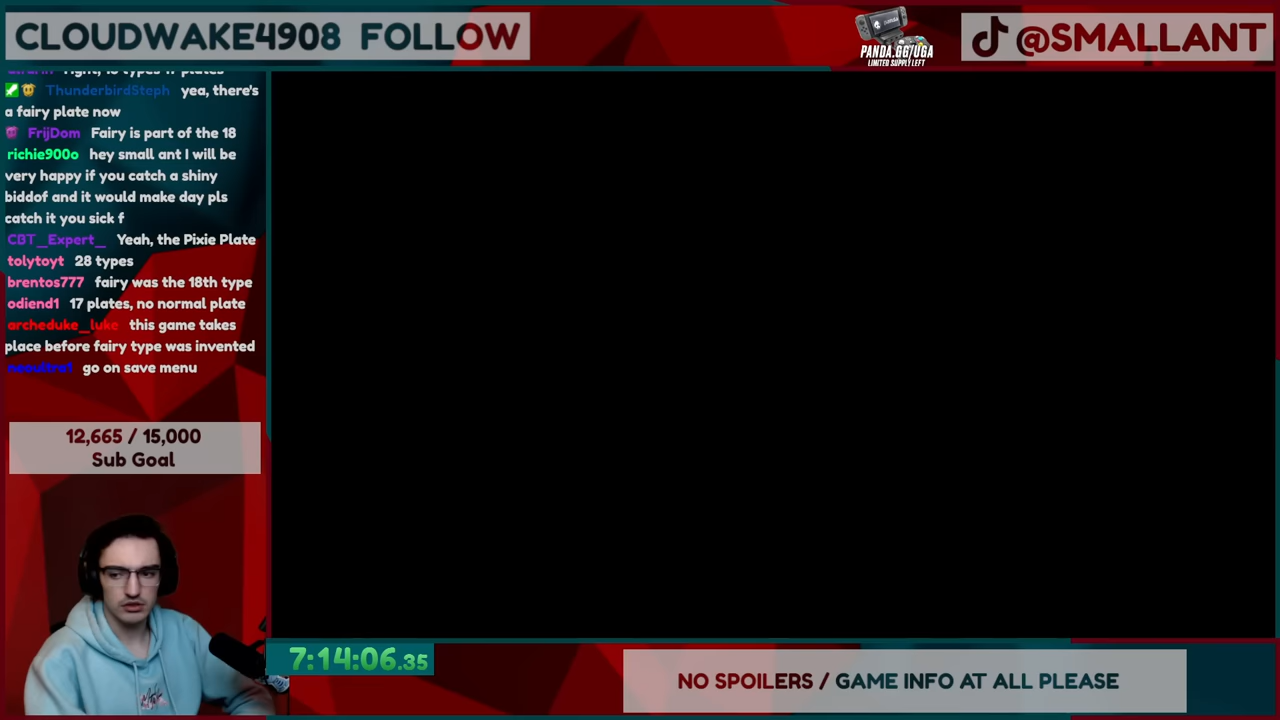 CLOUDWAKE4908 FOLLOW
PANDA.GG/UGA
LIMITED SUPPLY LEFT
@SMALLANT
right, 18 types 17 plates
ThunderbirdSteph yea, there's
a fairy plate now
FrijDom Fairy is part of the 18
richie900o hey small ant I will be
very happy if you catch a shiny
biddof and it would make day pls
catch it you sick f
CBT_Expert_ Yeah, the Pixie Plate
tolytoyt 28 types
brentos777 fairy was the 18th type
odiend1 17 plates, no normal plate
archeduke_luke this game takes
place before fairy type was invented
go on save menu
12,665 / 15,000
Sub Goal
7:14:06.35
NO SPOILERS / GAME INFO AT ALL PLEASE